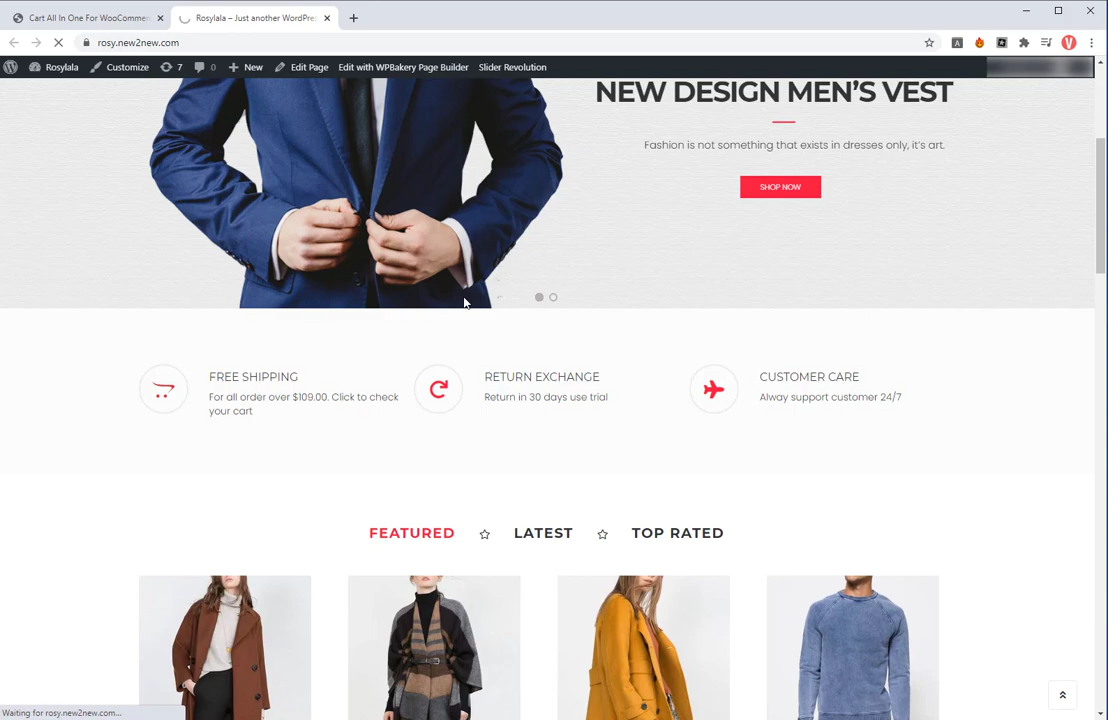 Cart All In One For WooCommer
Rosylala – Just another WordPres
rosy.new2new.com
A
V
Rosylala
Customize
7
0
New
Edit Page
Edit with WPBakery Page Builder
Slider Revolution
NEW DESIGN MEN'S VEST
Fashion is not something that exists in dresses only, it's art.
SHOP NOW
FREE SHIPPING
For all order over $109.00. Click to check
your cart
RETURN EXCHANGE
Return in 30 days use trial
CUSTOMER CARE
Alway support customer 24/7
FEATURED
LATEST
TOP RATED
Waiting for rosy.new2new.com...